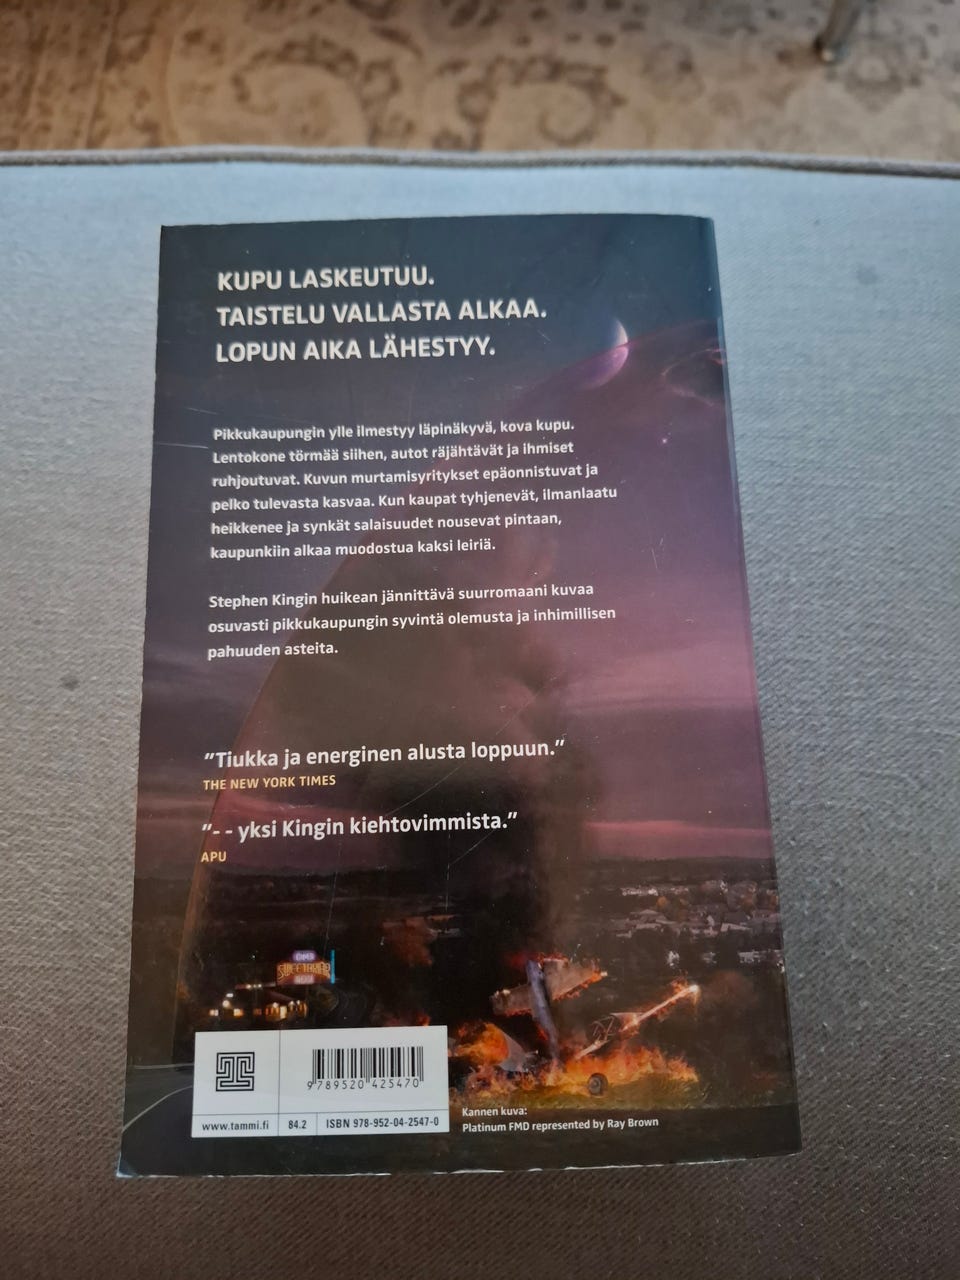 KUPU LASKEUTUU.
TAISTELU VALLASTA ALKAA.
LOPUN AIKA LÄHESTYY.
Pikkukaupungin ylle ilmestyy läpinäkyvä, kova kupu.
Lentokone törmää siihen, autot räjähtävät ja ihmiset
ruhjoutuvat. Kuvun murtamisyritykset epäonnistuvat ja
pelko tulevasta kasvaa. Kun kaupat tyhjenevät, ilmanlaatu
heikkenee ja synkät salaisuudet nousevat pintaan,
kaupunkiin alkaa muodostua kaksi leiriä.
Stephen Kingin huikean jännittävä suurromaani kuvaa
osuvasti pikkukaupungin syvintä olemusta ja inhimillisen
pahuuden asteita.
”Tiukka ja energinen alusta loppuun.”
THE NEW YORK TIMES
”- - yksi Kingin kiehtovimmista.”
APU
9 789520 425470
www.tammi.fi 84.2 ISBN 978-952-04-2547-0
Kannen kuva:
Platinum FMD represented by Ray Brown